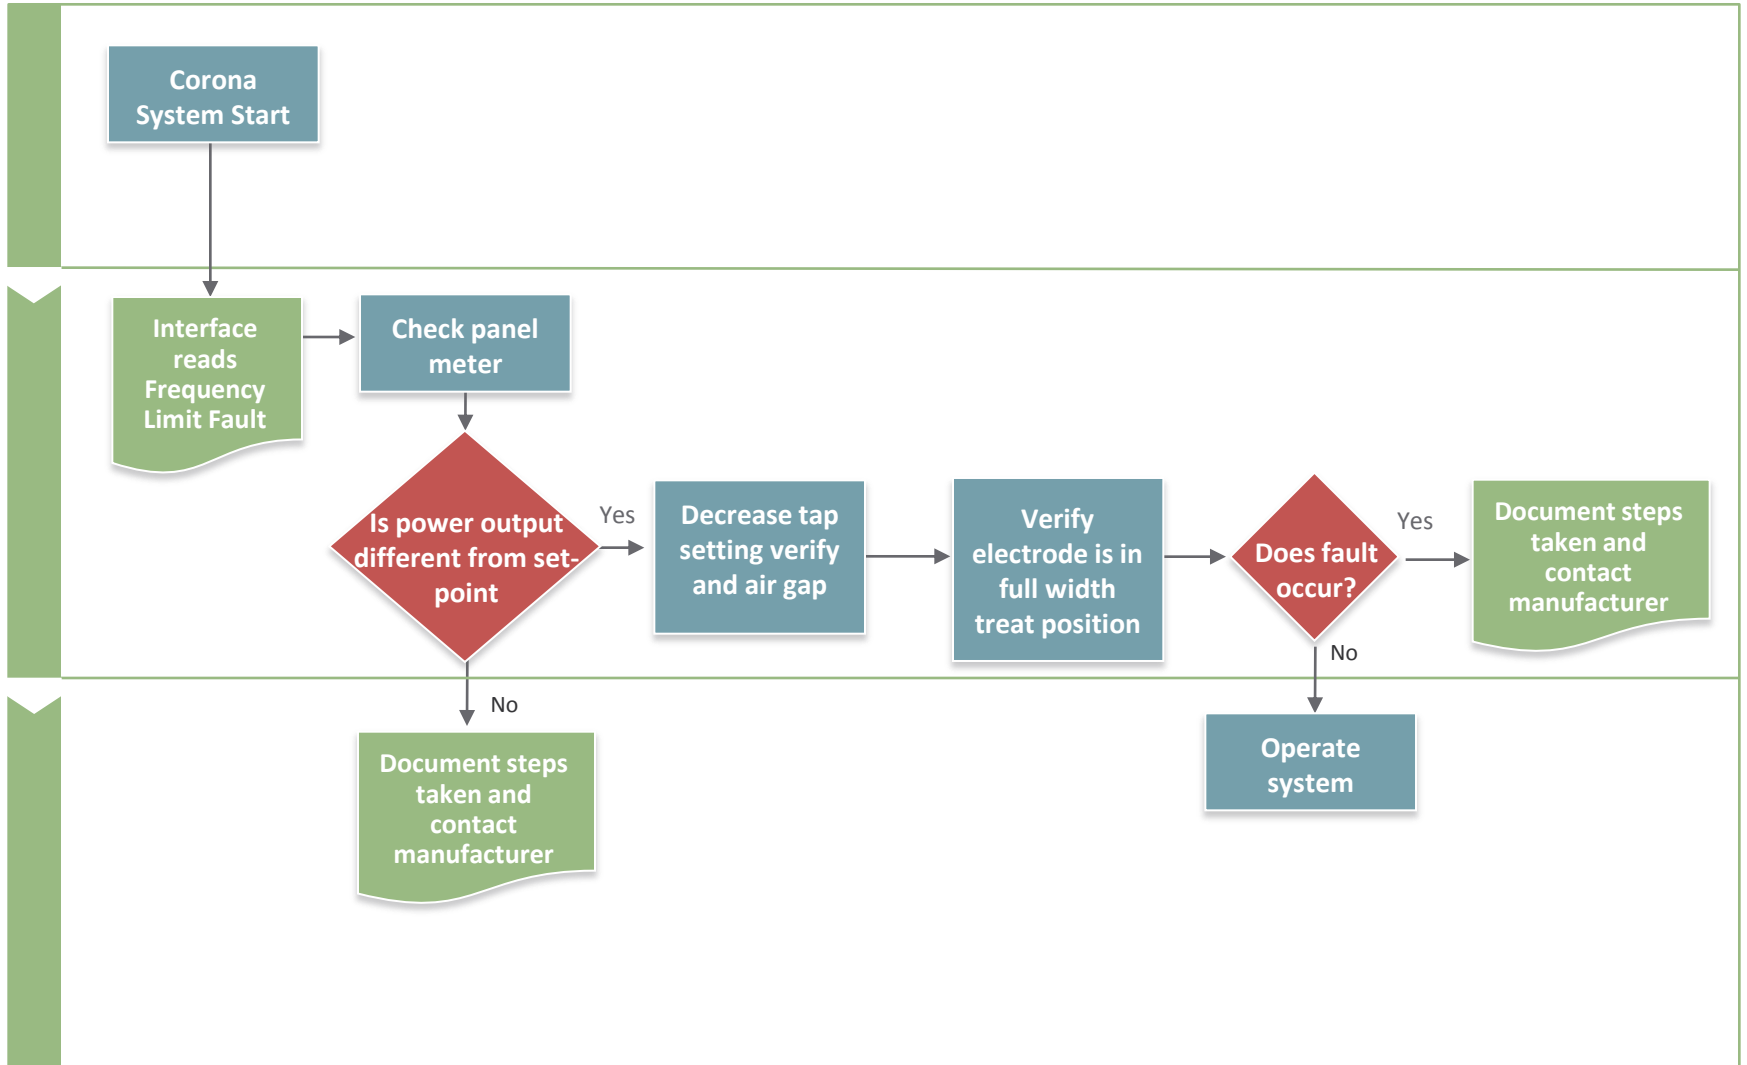 Corona
System Start
Interface
reads
Frequency
Limit Fault
Check panel
meter
Is power output
different from set-
point
Yes
Decrease tap
setting verify
and air gap
Verify
electrode is in
full width
treat position
Does fault
occur?
Yes
Document steps
taken and
contact
manufacturer
No
No
Document steps
taken and
contact
manufacturer
Operate
system